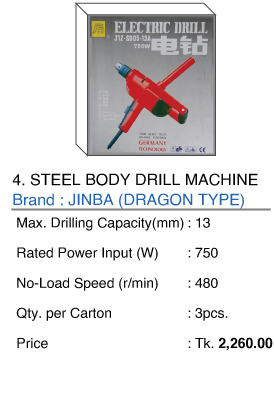 ELECTRIC DRILL
J1Z-SD05-13A
750W 电钻
GERMANY
TECHNOLOGY
4. STEEL BODY DRILL MACHINE
Brand : JINBA (DRAGON TYPE)
Max. Drilling Capacity(mm) : 13
Rated Power Input (W) : 750
No-Load Speed (r/min) : 480
Qty. per Carton : 3pcs.
Price : Tk. 2,260.00